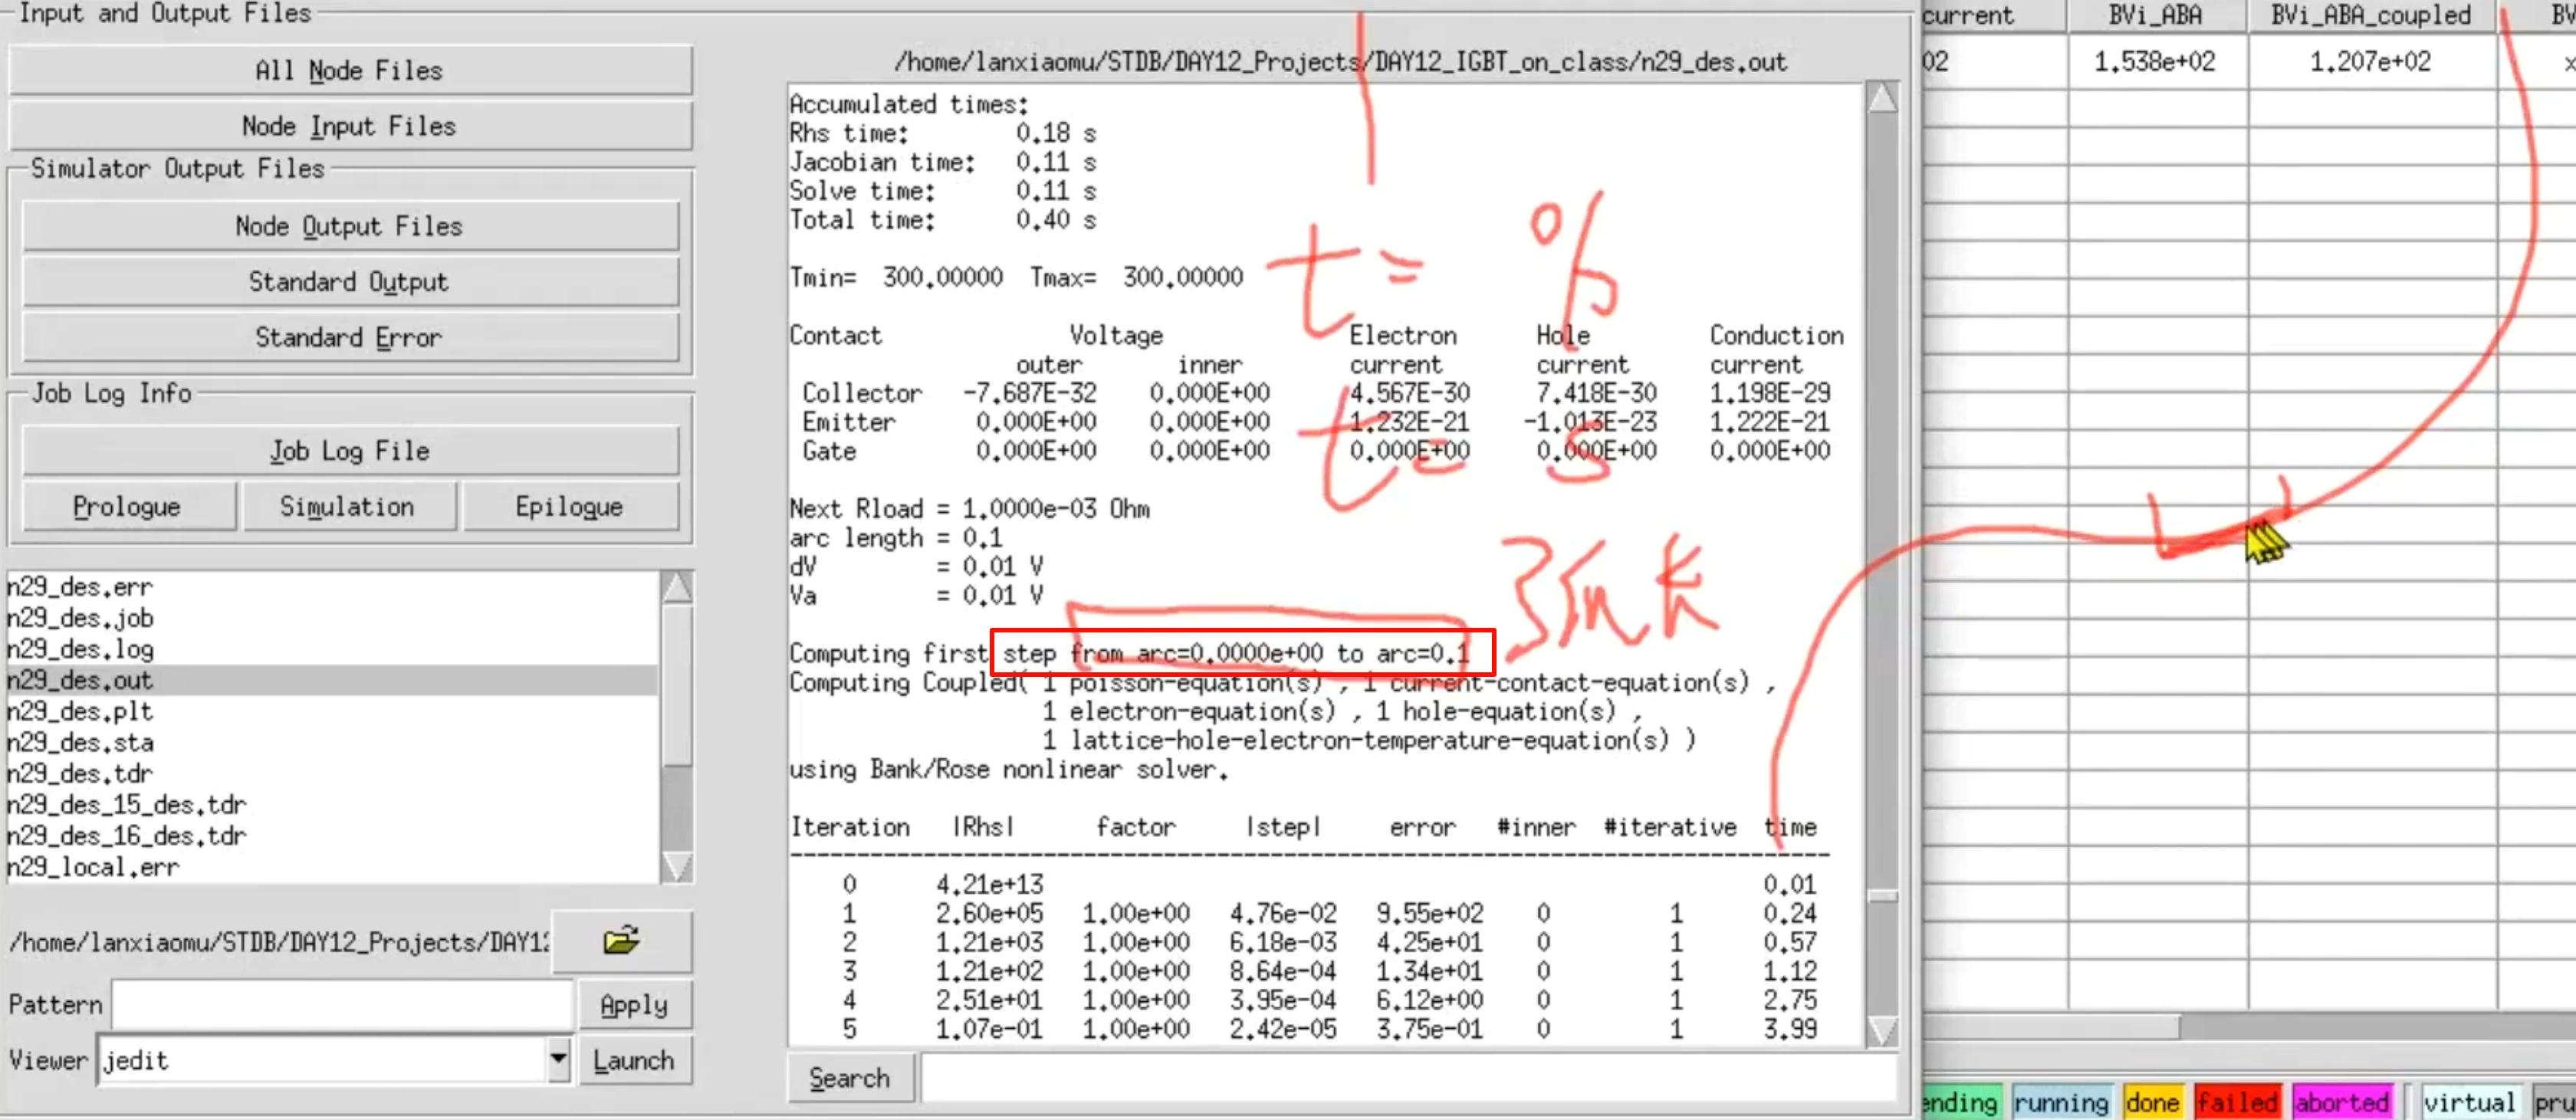 Input and Output Files
All Node Files
Node Input Files
Simulator Output Files
Node Output Files
Standard Output
Standard Error
Job Log Info
Job Log File
Prologue Simulation Epilogue
n29_des.err
n29_des.job
n29_des.log
n29_des.out
n29_des.plt
n29_des.sta
n29_des.tdr
n29_des_15_des.tdr
n29_des_16_des.tdr
n29_local.err
/home/lanxiaomu/STDB/DAY12_Projects/DAY12
Pattern Apply
Viewer jedit Launch
/home/lanxiaomu/STDB/DAY12_Projects/DAY12_IGBT_on_class/n29_des.out
Accumulated times:
Rhs time: 0.18 s
Jacobian time: 0.11 s
Solve time: 0.11 s
Total time: 0.40 s
Tmin= 300.00000 Tmax= 300.00000
Contact Voltage Electron Hole Conduction
outer inner current current current
Collector -7.687E-32 0.000E+00 4.567E-30 7.418E-30 1.198E-29
Emitter 0.000E+00 0.000E+00 1.232E-21 -1.013E-23 1.222E-21
Gate 0.000E+00 0.000E+00 0.000E+00 0.000E+00 0.000E+00
Next Rload = 1.0000e-03 Ohm
arc length = 0.1
dV = 0.01 V
Va = 0.01 V
Computing first step from arc=0.0000e+00 to arc=0.1
Computing Coupled( 1 poisson-equation(s) , 1 current-contact-equation(s) ,
1 electron-equation(s) , 1 hole-equation(s) ,
1 lattice-hole-electron-temperature-equation(s) )
using Bank/Rose nonlinear solver.
Iteration |Rhs| factor |step| error #inner #iterative time
0 4.21e+13 0.01
1 2.60e+05 1.00e+00 4.76e-02 9.55e+02 0 1 0.24
2 1.21e+03 1.00e+00 6.18e-03 4.25e+01 0 1 0.57
3 1.21e+02 1.00e+00 8.64e-04 1.34e+01 0 1 1.12
4 2.51e+01 1.00e+00 3.95e-04 6.12e+00 0 1 2.75
5 1.07e-01 1.00e+00 2.42e-05 3.75e-01 0 1 3.99
Search
t=
t= s
current BVi_ABA BVi_ABA_coupled BV
02 1.538e+02 1.207e+02 x
ending running done failed aborted virtual pru